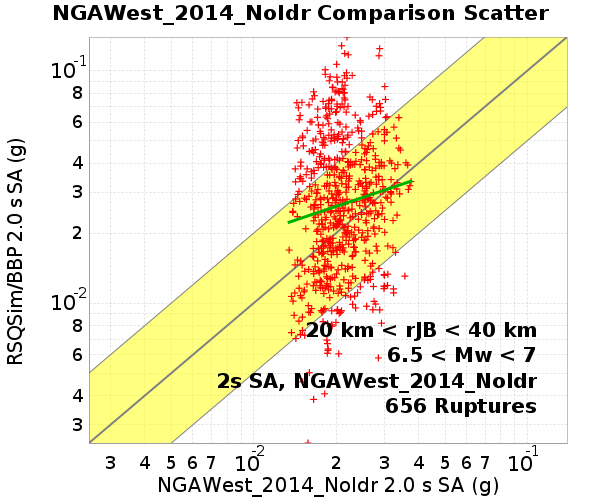 NGAWest_2014_NoIdr Comparison Scatter
RSQSim/BBP 2.0 s SA (g)
10⁻¹
8
6
4
3
2
10⁻²
8
6
4
3
20 km < rJB < 40 km
6.5 < Mw < 7
2s SA, NGAWest_2014_NoIdr
656 Ruptures
3 4 5 6 7 10⁻² 2 3 4 5 6 7 10⁻¹
NGAWest_2014_NoIdr 2.0 s SA (g)